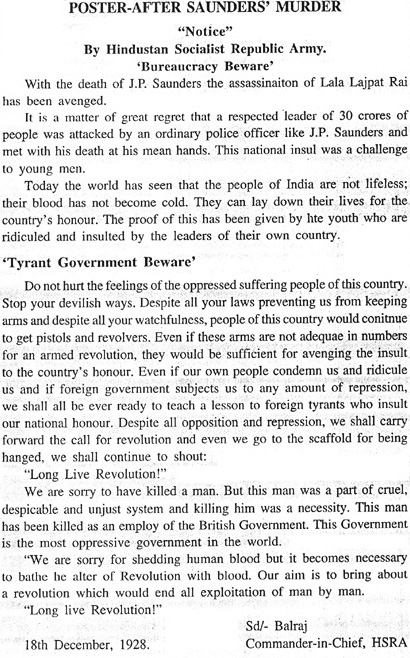 POSTER-AFTER SAUNDERS' MURDER
"Notice"
By Hindustan Socialist Republic Army.
'Bureaucracy Beware'
With the death of J.P. Saunders the assassinaiton of Lala Lajpat Rai
has been avenged.
It is a matter of great regret that a respected leader of 30 crores of
people was attacked by an ordinary police officer like J.P. Saunders and
met with his death at his mean hands. This national insul was a challenge
to young men.
Today the world has seen that the people of India are not lifeless;
their blood has not become cold. They can lay down their lives for the
country's honour. The proof of this has been given by hte youth who are
ridiculed and insulted by the leaders of their own country.
'Tyrant Government Beware'
Do not hurt the feelings of the oppressed suffering people of this country.
Stop your devilish ways. Despite all your laws preventing us from keeping
arms and despite all your watchfulness, people of this country would conitnue
to get pistols and revolvers. Even if these arms are not adequae in numbers
for an armed revolution, they would be sufficient for avenging the insult
to the country's honour. Even if our own people condemn us and ridicule
us and if foreign government subjects us to any amount of repression,
we shall all be ever ready to teach a lesson to foreign tyrants who insult
our national honour. Despite all opposition and repression, we shall carry
forward the call for revolution and even we go to the scaffold for being
hanged, we shall continue to shout:
"Long Live Revolution!"
We are sorry to have killed a man. But this man was a part of cruel,
despicable and unjust system and killing him was a necessity. This man
has been killed as an employ of the British Government. This Government
is the most oppressive government in the world.
"We are sorry for shedding human blood but it becomes necessary
to bathe he alter of Revolution with blood. Our aim is to bring about
a revolution which would end all exploitation of man by man.
"Long live Revolution!"
Sd/- Balraj
18th December, 1928. Commander-in-Chief, HSRA